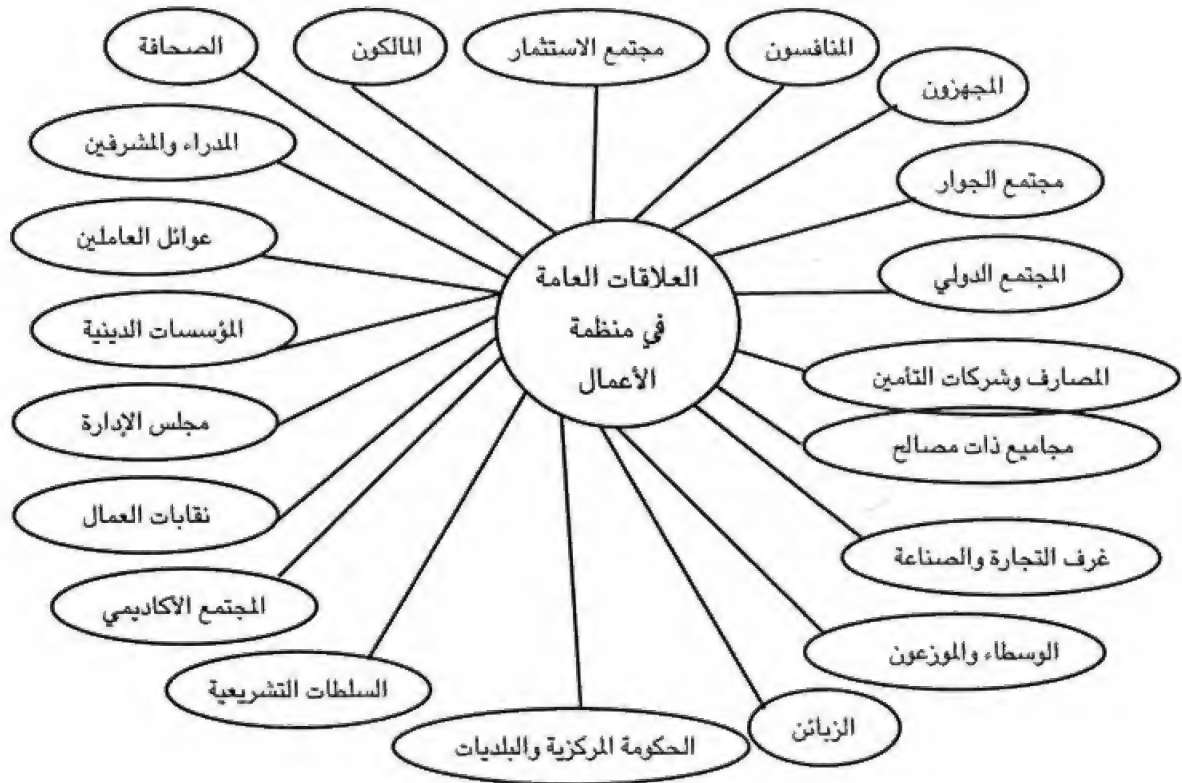 الصحافة
المالكون
مجتمع الاستثمار
المنافسون
المجهزون
المدراء والمشرفين
مجتمع الجوار
عوائل العاملين
المجتمع الدولي
العلاقات العامة
في منظمة
الأعمال
المؤسسات الدينية
المصارف وشركات التأمين
مجلس الإدارة
مجاميع ذات مصالح
نقابات العمال
غرف التجارة والصناعة
المجتمع الأكاديمي
الوسطاء والموزعون
السلطات التشريعية
الزبائن
الحكومة المركزية والبلديات